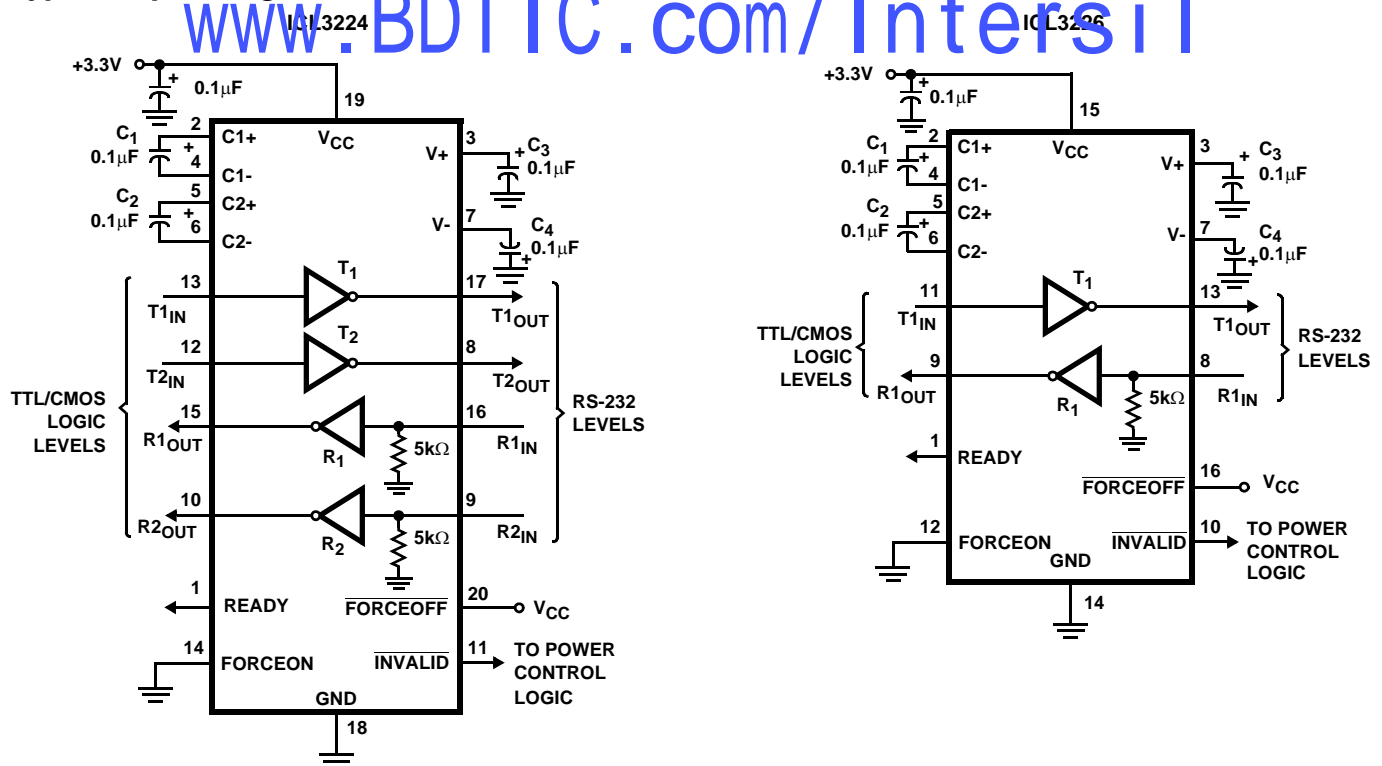 www.BDTIC.com/Intersil
ICL3224
+3.3V
+
0.1μF
19
2
C1+
VCC
3
V+
C1
0.1μF
+
4
C1-
+
C3
0.1μF
5
C2+
C2
0.1μF
+
6
C2-
7
V-
C4
0.1μF
+
13
T1IN
T1
17
T1OUT
12
T2IN
T2
8
T2OUT
TTL/CMOS
LOGIC
LEVELS
RS-232
LEVELS
15
R1OUT
R1
5kΩ
16
R1IN
10
R2OUT
R2
5kΩ
9
R2IN
1
READY
FORCEOFF
20
VCC
14
FORCEON
INVALID
11
TO POWER
CONTROL
LOGIC
GND
18
ICL3226
+3.3V
+
0.1μF
15
2
C1+
VCC
3
V+
C1
0.1μF
+
4
C1-
+
C3
0.1μF
5
C2+
C2
0.1μF
+
6
C2-
7
V-
C4
0.1μF
+
11
T1IN
T1
13
T1OUT
TTL/CMOS
LOGIC
LEVELS
RS-232
LEVELS
9
R1OUT
R1
5kΩ
8
R1IN
1
READY
FORCEOFF
16
VCC
12
FORCEON
INVALID
10
TO POWER
CONTROL
LOGIC
GND
14